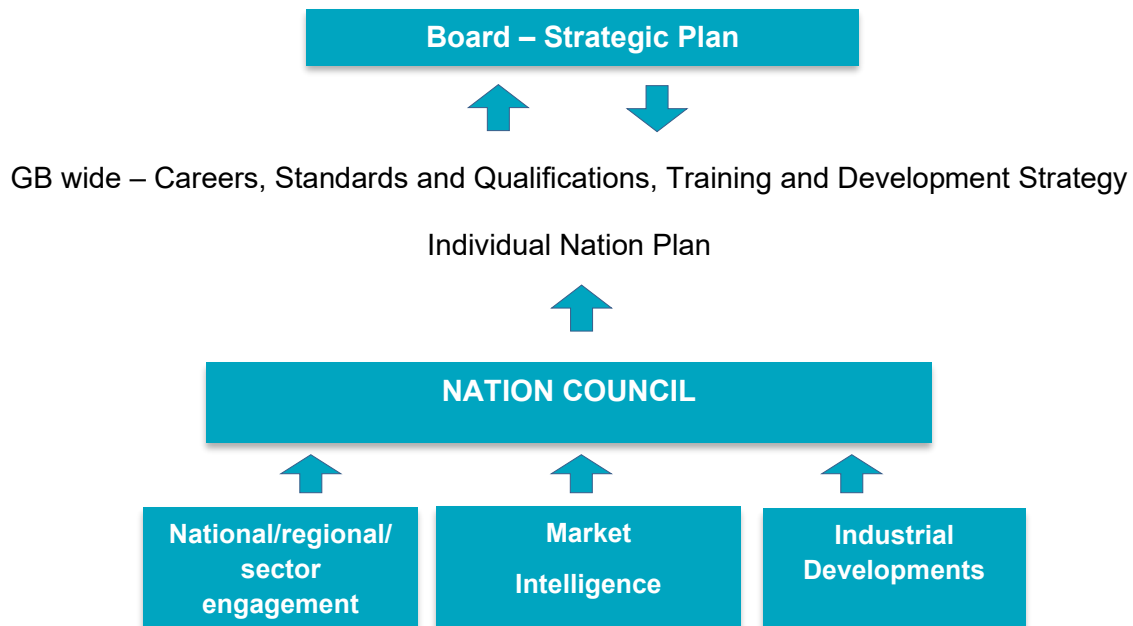 Board – Strategic Plan
GB wide – Careers, Standards and Qualifications, Training and Development Strategy
Individual Nation Plan
NATION COUNCIL
National/regional/
sector
engagement
Market
Intelligence
Industrial
Developments